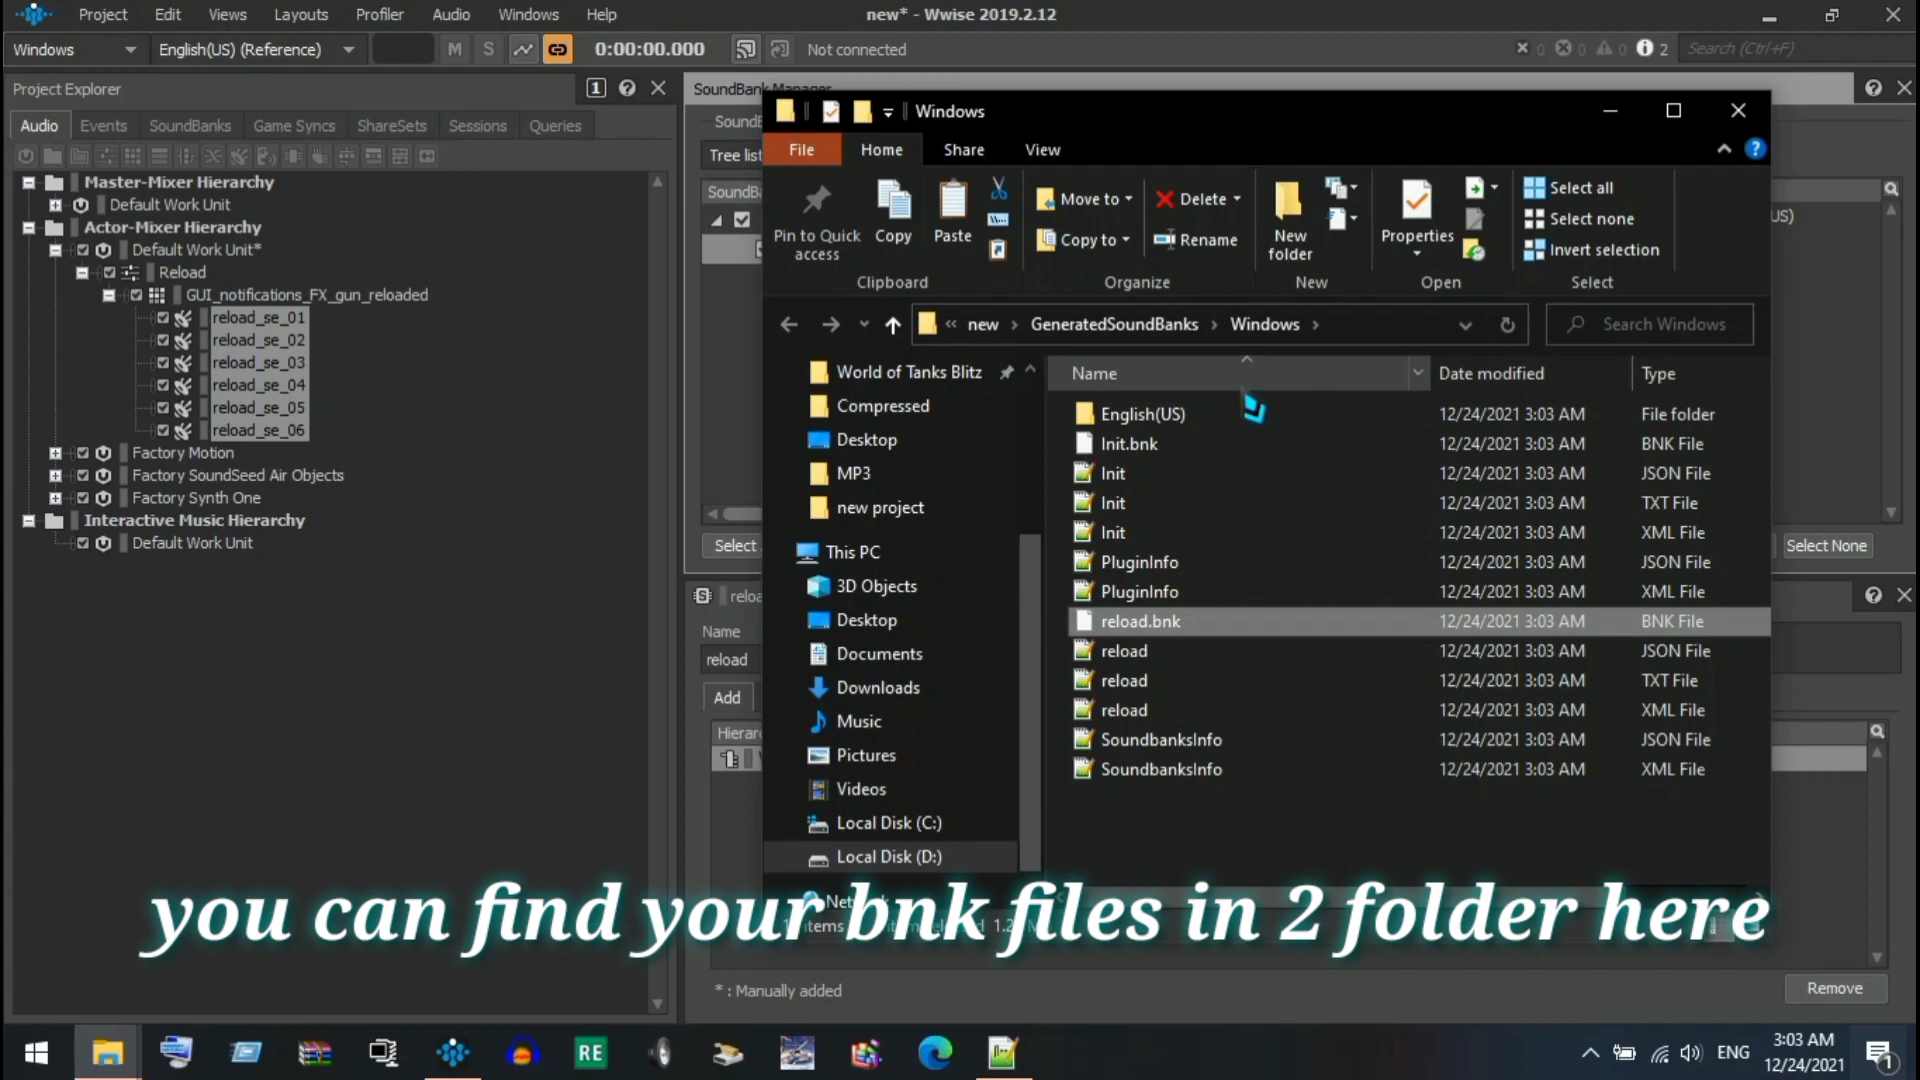 Project Edit Views Layouts Profiler Audio Windows Help
new* - Wwise 2019.2.12
Windows English(US) (Reference) M S 0:00:00.000 Not connected 0 0 0 2 Search (Ctrl+F)
Project Explorer 1
Audio Events SoundBanks Game Syncs ShareSets Sessions Queries
Master-Mixer Hierarchy
Default Work Unit
Actor-Mixer Hierarchy
Default Work Unit*
Reload
GUI_notifications_FX_gun_reloaded
reload_se_01
reload_se_02
reload_se_03
reload_se_04
reload_se_05
reload_se_06
Factory Motion
Factory SoundSeed Air Objects
Factory Synth One
Interactive Music Hierarchy
Default Work Unit
SoundBank Manager
Tree list
US)
Select
Select None
Name
reload
Add
* : Manually added
Remove
Windows
File Home Share View
Pin to Quick access
Copy
Paste
Clipboard
Move to
Copy to
Delete
Rename
Organize
New folder
New
Properties
Open
Select all
Select none
Invert selection
Select
« new > GeneratedSoundBanks > Windows >
Search Windows
World of Tanks Blitz
Compressed
Desktop
MP3
new project
This PC
3D Objects
Desktop
Documents
Downloads
Music
Pictures
Videos
Local Disk (C:)
Local Disk (D:)
Name Date modified Type
English(US) 12/24/2021 3:03 AM File folder
Init.bnk 12/24/2021 3:03 AM BNK File
Init 12/24/2021 3:03 AM JSON File
Init 12/24/2021 3:03 AM TXT File
Init 12/24/2021 3:03 AM XML File
PluginInfo 12/24/2021 3:03 AM JSON File
PluginInfo 12/24/2021 3:03 AM XML File
reload.bnk 12/24/2021 3:03 AM BNK File
reload 12/24/2021 3:03 AM JSON File
reload 12/24/2021 3:03 AM TXT File
reload 12/24/2021 3:03 AM XML File
SoundbanksInfo 12/24/2021 3:03 AM JSON File
SoundbanksInfo 12/24/2021 3:03 AM XML File
you can find your bnk files in 2 folder here
RE
ENG
3:03 AM
12/24/2021
1